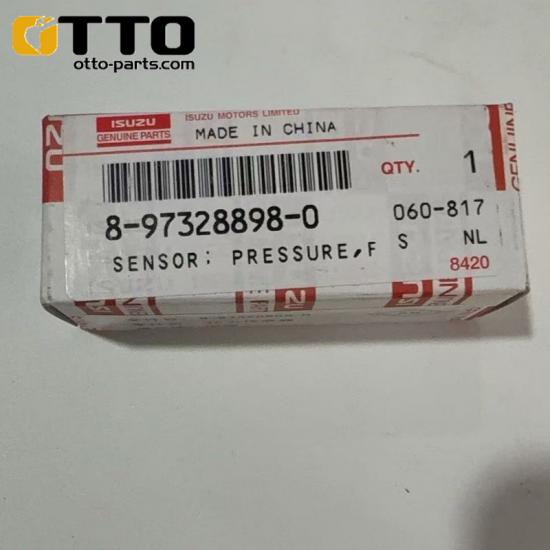 OTTO
otto-parts.com
ISUZU
GENUINE PARTS
ISUZU MOTORS LIMITED
MADE IN CHINA
QTY. 1
8-97328898-0 060-817
SENSOR; PRESSURE,F S NL
8420
GENUINE